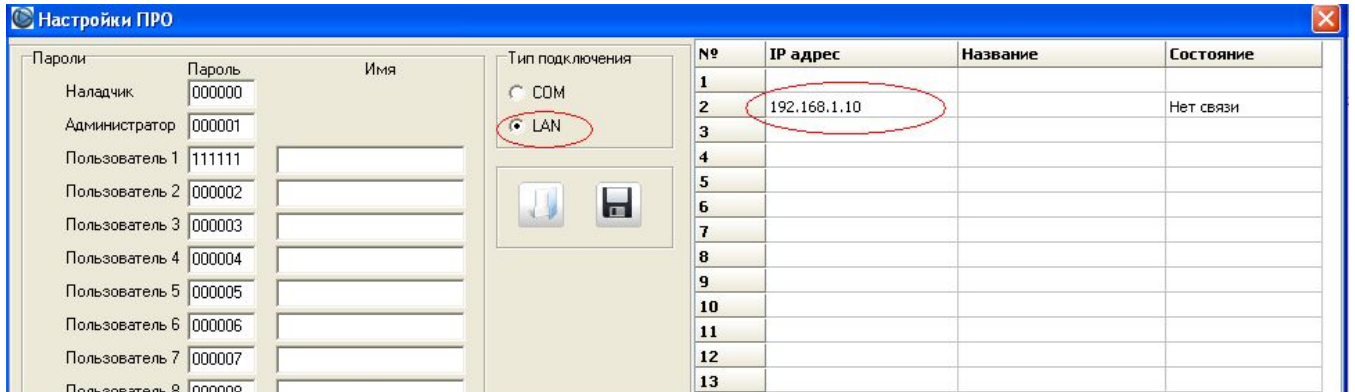 Настройки ПРО
Пароли
Пароль Имя
Наладчик 000000
Администратор 000001
Пользователь 1 111111
Пользователь 2 000002
Пользователь 3 000003
Пользователь 4 000004
Пользователь 5 000005
Пользователь 6 000006
Пользователь 7 000007
Пользователь 8
Тип подключения
COM
LAN
№ IP адрес Название Состояние
1
2 192.168.1.10 Нет связи
3
4
5
6
7
8
9
10
11
12
13